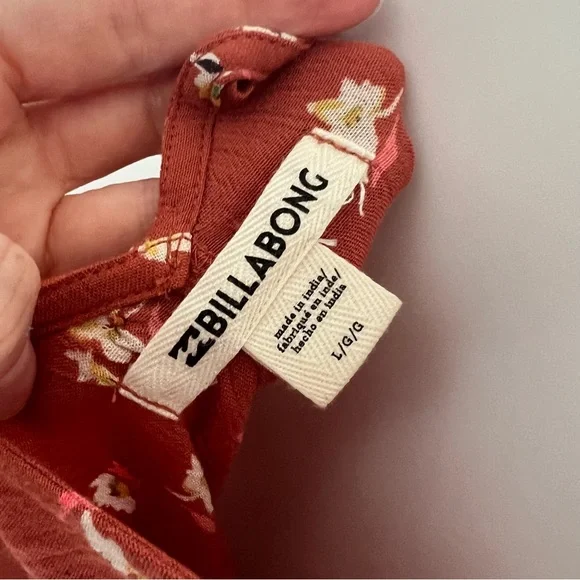 BILLABONG
made in india/
fabriqué en inde/
hecho en india
L/G/G